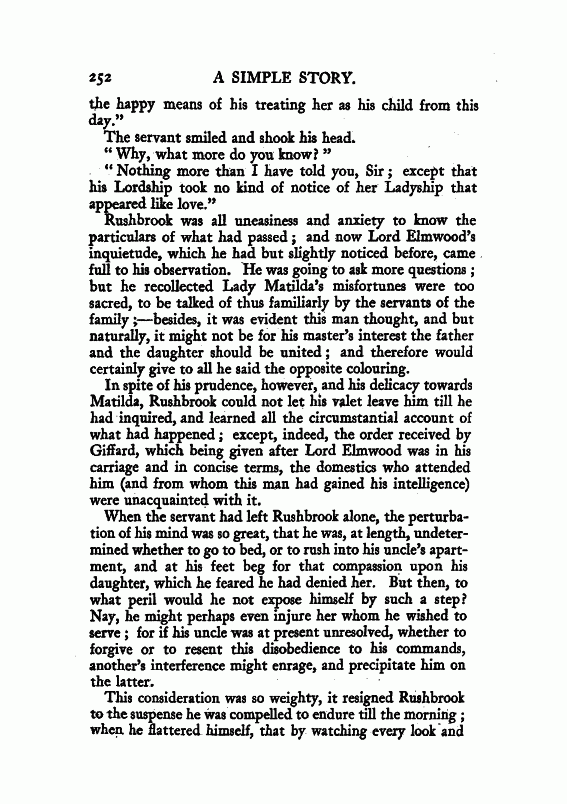 252 A SIMPLE STORY.
the happy means of his treating her as his child from this
day.”
The servant smiled and shook his head.
“ Why, what more do you know? ”
“ Nothing more than I have told you, Sir ; except that
his Lordship took no kind of notice of her Ladyship that
appeared like love.”
Rushbrook was all uneasiness and anxiety to know the
particulars of what had passed ; and now Lord Elmwood's
inquietude, which he had but slightly noticed before, came
full to his observation. He was going to ask more questions ;
but he recollected Lady Matilda's misfortunes were too
sacred, to be talked of thus familiarly by the servants of the
family ;—besides, it was evident this man thought, and but
naturally, it might not be for his master's interest the father
and the daughter should be united ; and therefore would
certainly give to all he said the opposite colouring.
In spite of his prudence, however, and his delicacy towards
Matilda, Rushbrook could not let his valet leave him till he
had inquired, and learned all the circumstantial account of
what had happened ; except, indeed, the order received by
Giffard, which being given after Lord Elmwood was in his
carriage and in concise terms, the domestics who attended
him (and from whom this man had gained his intelligence)
were unacquainted with it.
When the servant had left Rushbrook alone, the perturba-
tion of his mind was so great, that he was, at length, undeter-
mined whether to go to bed, or to rush into his uncle's apart-
ment, and at his feet beg for that compassion upon his
daughter, which he feared he had denied her. But then, to
what peril would he not expose himself by such a step?
Nay, he might perhaps even injure her whom he wished to
serve ; for if his uncle was at present unresolved, whether to
forgive or to resent this disobedience to his commands,
another's interference might enrage, and precipitate him on
the latter.
This consideration was so weighty, it resigned Rushbrook
to the suspense he was compelled to endure till the morning ;
when he flattered himself, that by watching every look and